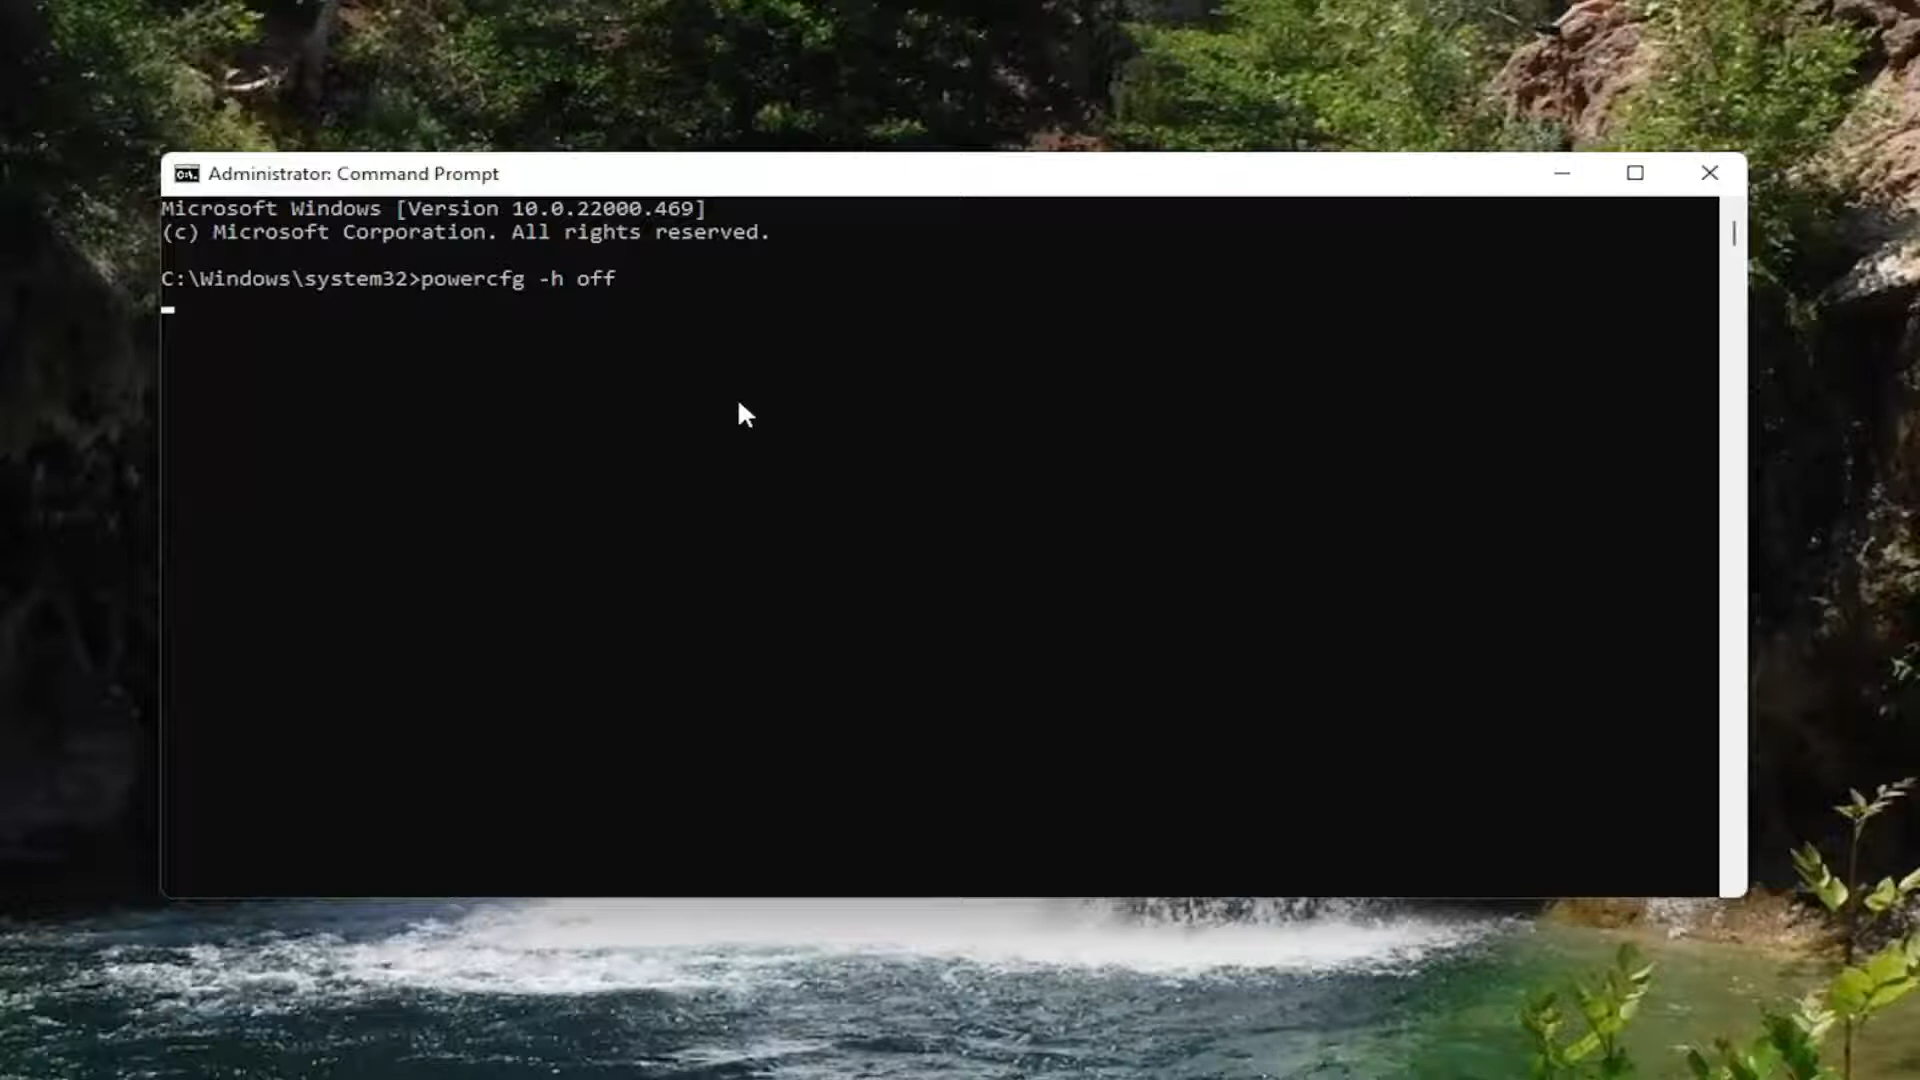 Administrator: Command Prompt
Microsoft Windows [Version 10.0.22000.469]
(c) Microsoft Corporation. All rights reserved.
C:\Windows\system32>powercfg -h off